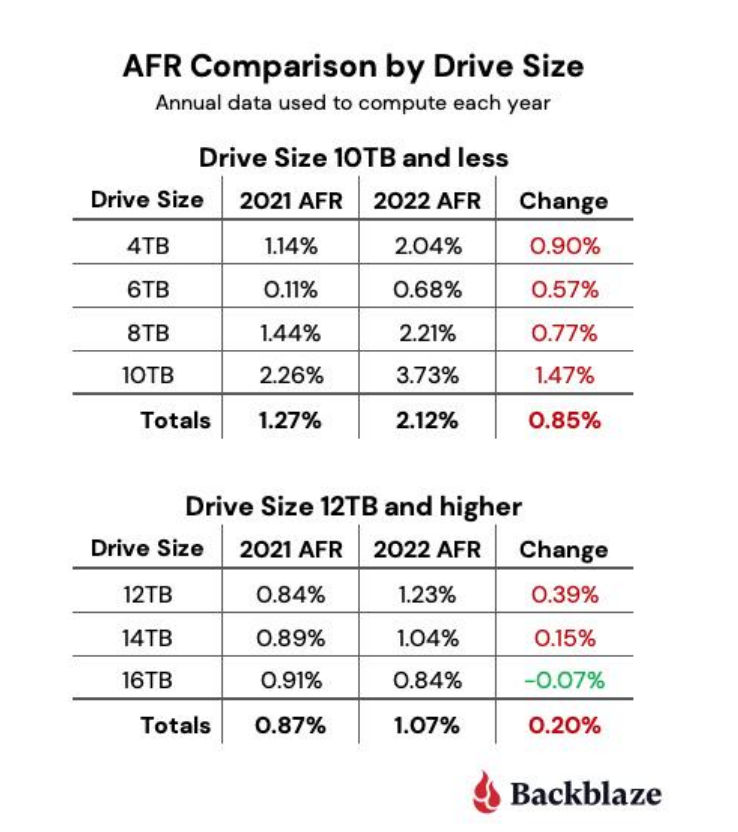 AFR Comparison by Drive Size
Annual data used to compute each year
Drive Size 10TB and less
Drive Size 2021 AFR 2022 AFR Change
4TB 1.14% 2.04% 0.90%
6TB 0.11% 0.68% 0.57%
8TB 1.44% 2.21% 0.77%
10TB 2.26% 3.73% 1.47%
Totals 1.27% 2.12% 0.85%
Drive Size 12TB and higher
Drive Size 2021 AFR 2022 AFR Change
12TB 0.84% 1.23% 0.39%
14TB 0.89% 1.04% 0.15%
16TB 0.91% 0.84% -0.07%
Totals 0.87% 1.07% 0.20%
Backblaze